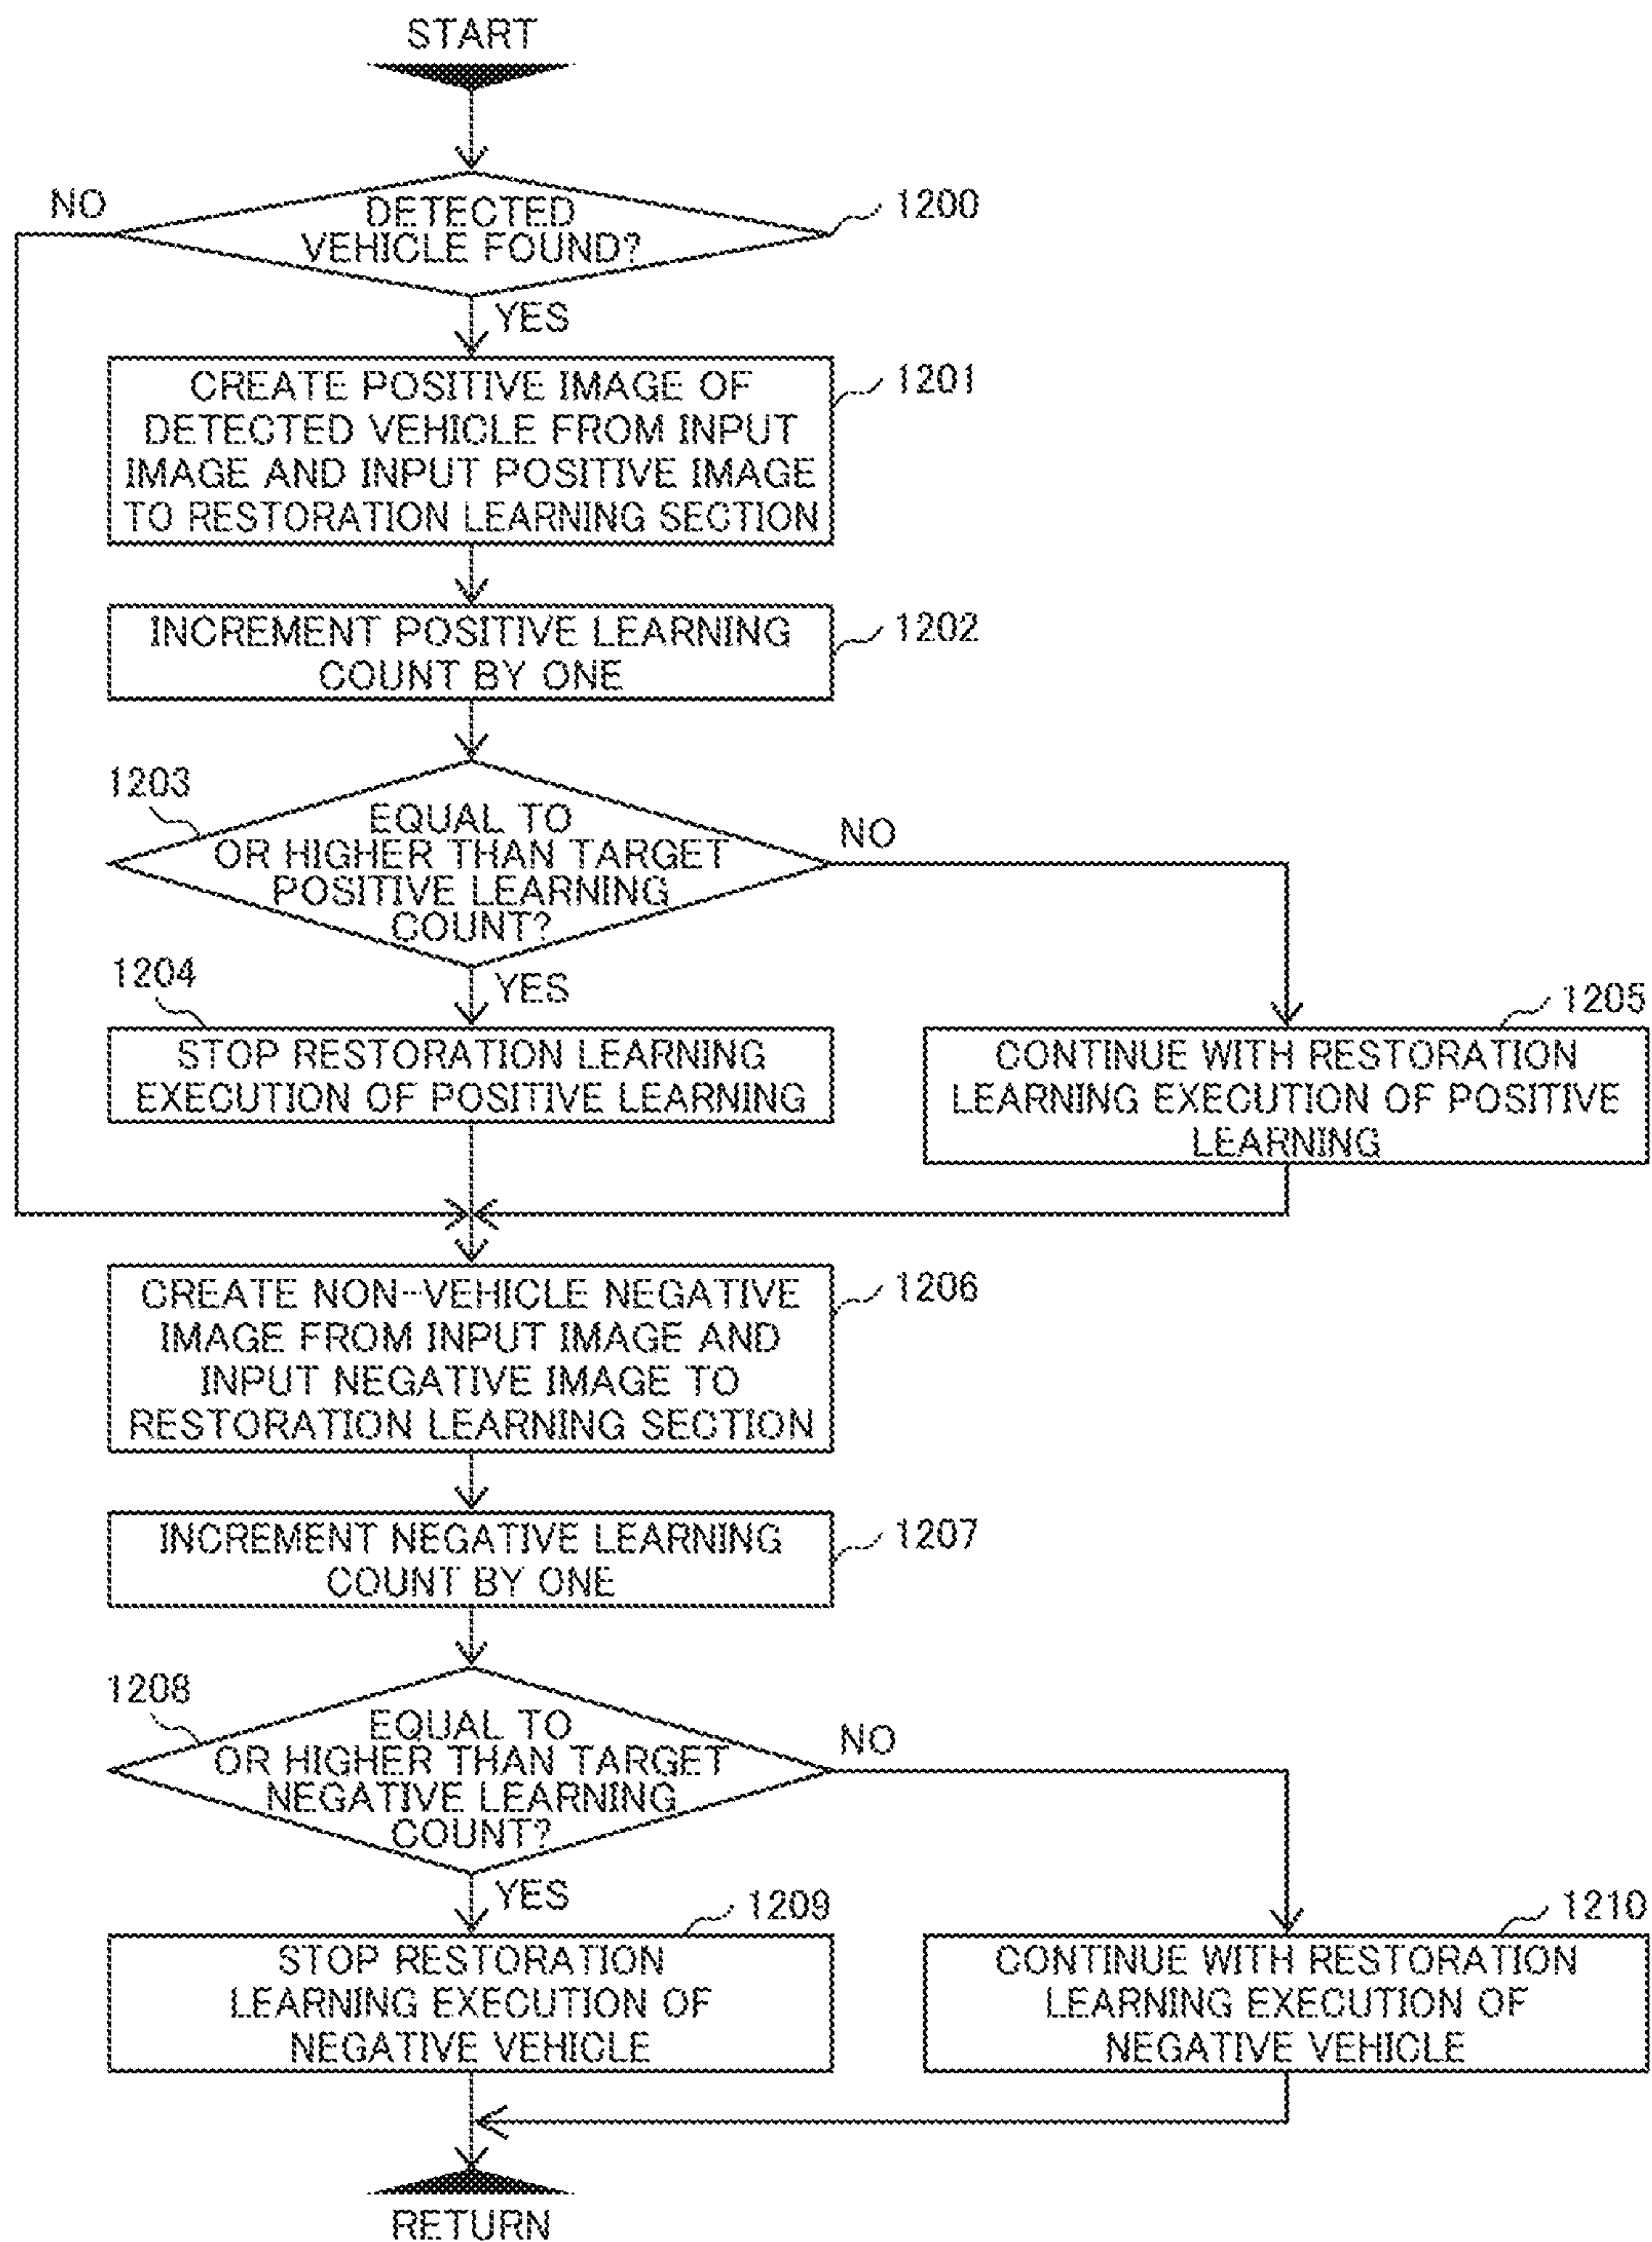 START
NO
DETECTED
VEHICLE FOUND?
1200
YES
CREATE POSITIVE IMAGE OF
DETECTED VEHICLE FROM INPUT
IMAGE AND INPUT POSITIVE IMAGE
TO RESTORATION LEARNING SECTION
1201
INCREMENT POSITIVE LEARNING
COUNT BY ONE
1202
1203
EQUAL TO
OR HIGHER THAN TARGET
POSITIVE LEARNING
COUNT?
NO
YES
1204
STOP RESTORATION LEARNING
EXECUTION OF POSITIVE LEARNING
1205
CONTINUE WITH RESTORATION
LEARNING EXECUTION OF POSITIVE
LEARNING
CREATE NON-VEHICLE NEGATIVE
IMAGE FROM INPUT IMAGE AND
INPUT NEGATIVE IMAGE TO
RESTORATION LEARNING SECTION
1206
INCREMENT NEGATIVE LEARNING
COUNT BY ONE
1207
1208
EQUAL TO
OR HIGHER THAN TARGET
NEGATIVE LEARNING
COUNT?
NO
YES
1209
STOP RESTORATION
LEARNING EXECUTION OF
NEGATIVE VEHICLE
1210
CONTINUE WITH RESTORATION
LEARNING EXECUTION OF
NEGATIVE VEHICLE
RETURN